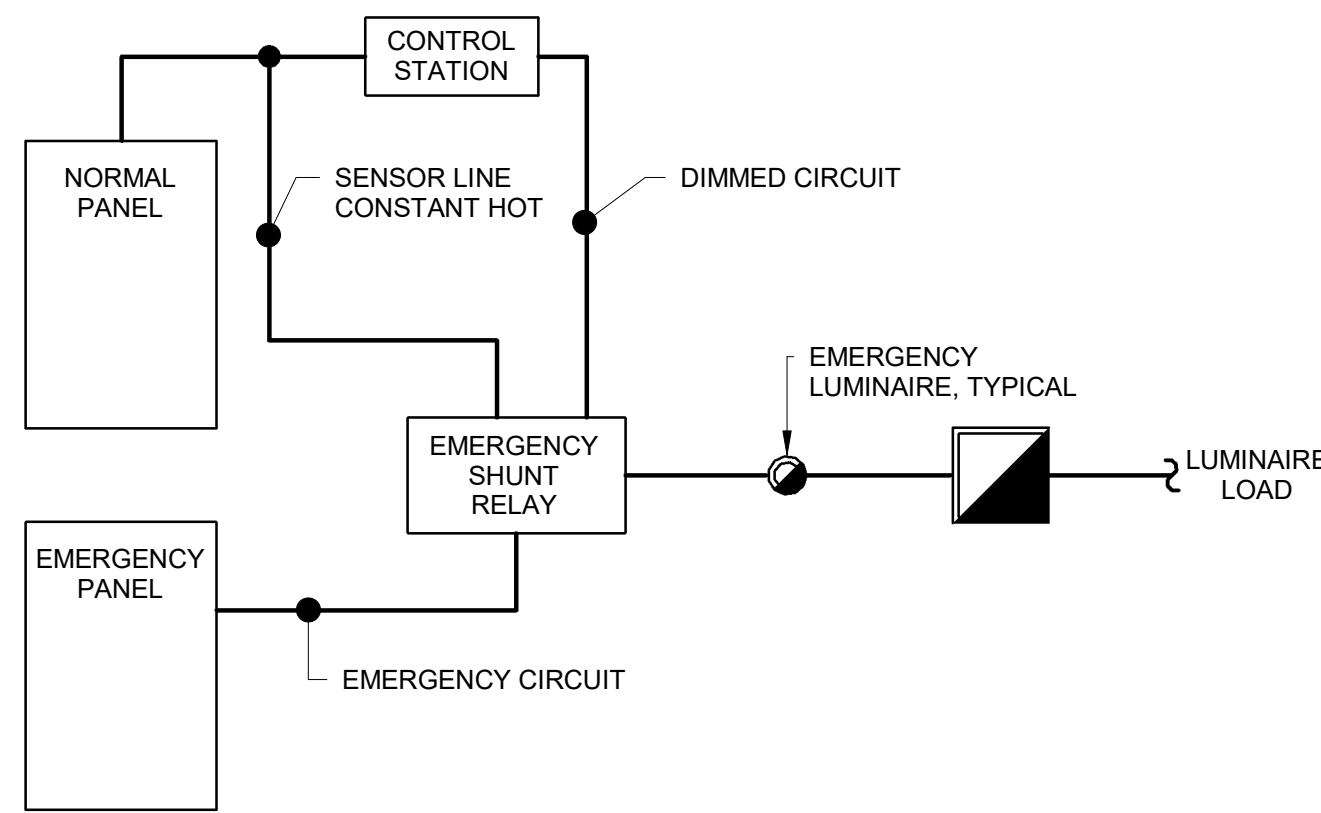 CONTROL
STATION
NORMAL
PANEL
SENSOR LINE
CONSTANT HOT
DIMMED CIRCUIT
EMERGENCY
LUMINAIRE, TYPICAL
EMERGENCY
SHUNT
RELAY
LUMINAIRE
LOAD
EMERGENCY
PANEL
EMERGENCY CIRCUIT